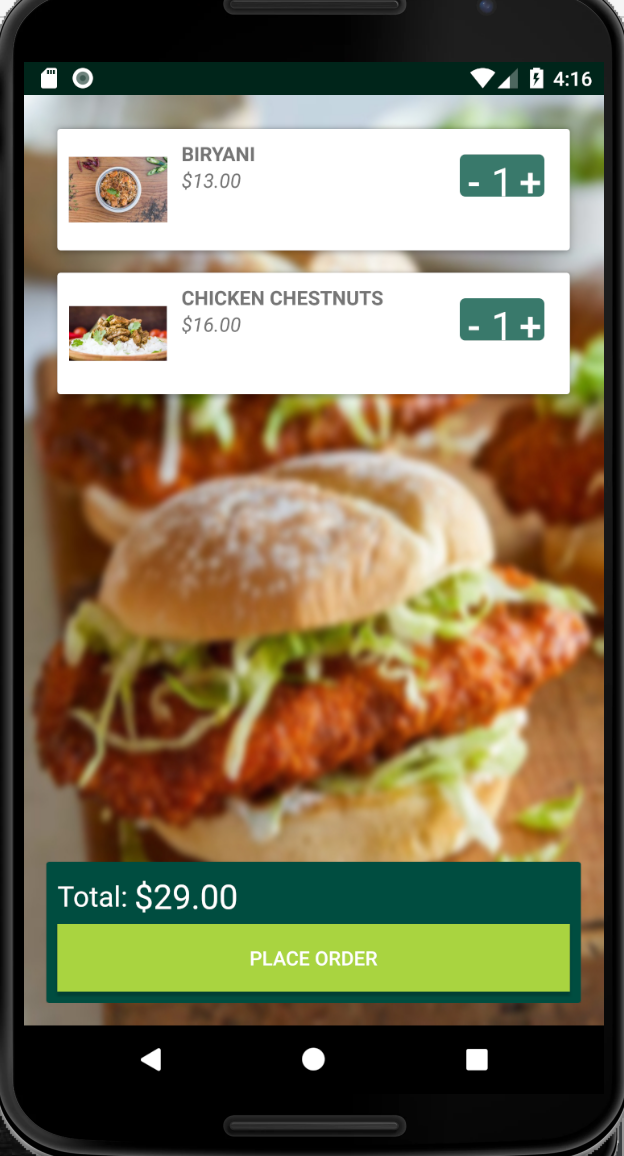 4:16
BIRYANI
$13.00
- 1 +
CHICKEN CHESTNUTS
$16.00
- 1 +
Total: $29.00
PLACE ORDER